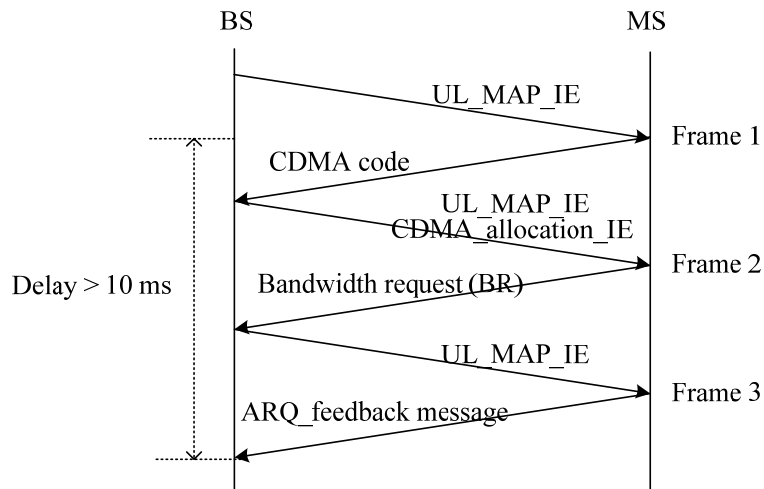 BS
MS
UL_MAP_IE
Frame 1
CDMA code
UL_MAP_IE
CDMA_allocation_IE
Frame 2
Delay > 10 ms
Bandwidth request (BR)
UL_MAP_IE
Frame 3
ARQ_feedback message